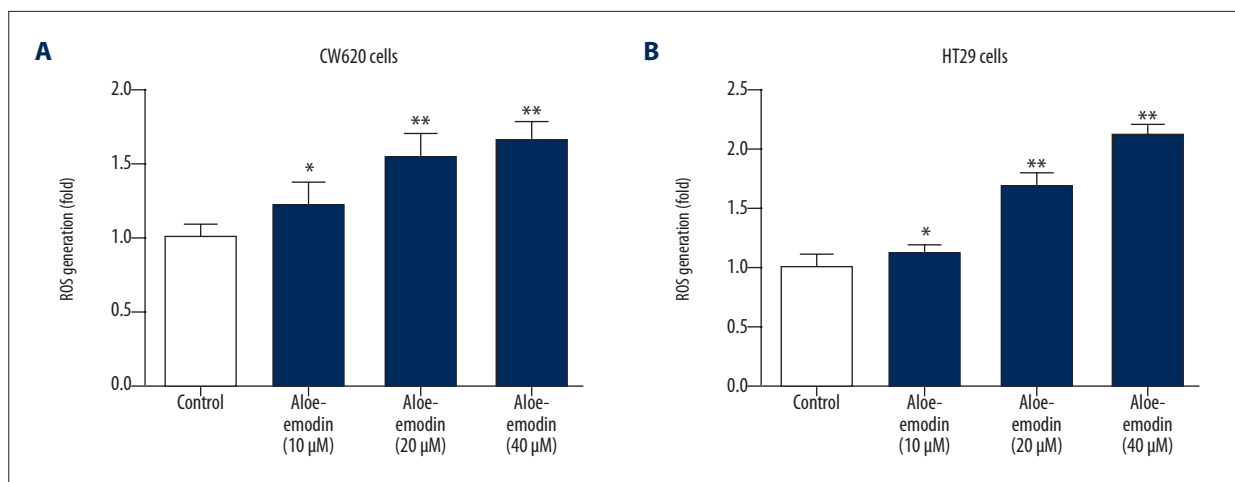 A
CW620 cells
ROS generation (fold)
2.0
1.5
1.0
0.5
0.0
*
**
**
Control
Aloe-
emodin
(10 µM)
Aloe-
emodin
(20 µM)
Aloe-
emodin
(40 µM)
B
HT29 cells
ROS generation (fold)
2.5
2.0
1.5
1.0
0.5
0.0
*
**
**
Control
Aloe-
emodin
(10 µM)
Aloe-
emodin
(20 µM)
Aloe-
emodin
(40 µM)